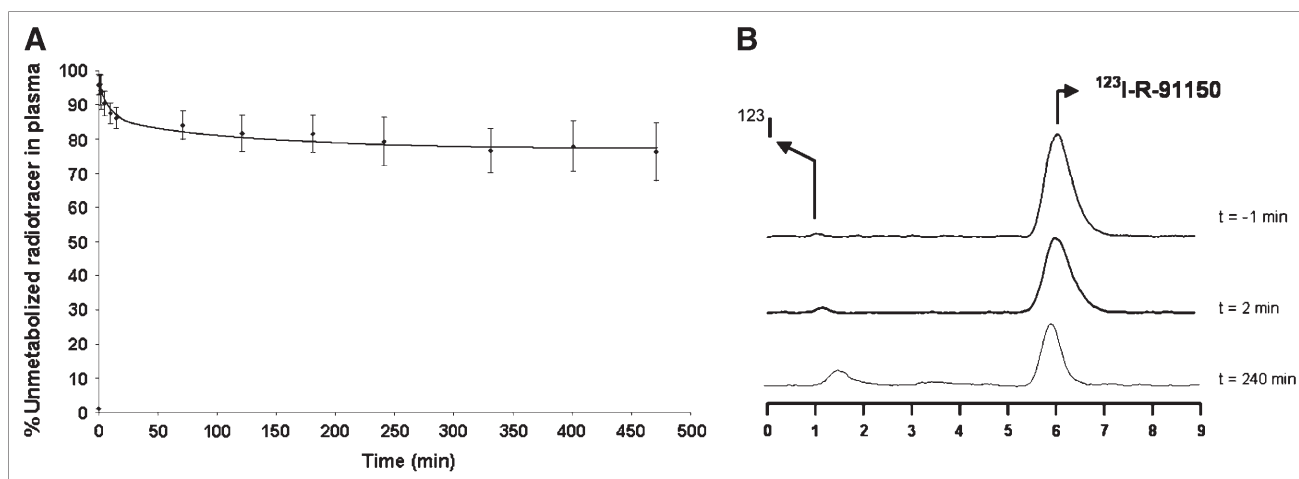 A
% Unmetabolized radiotracer in plasma
100
90
80
70
60
50
40
30
20
10
0
0 50 100 150 200 250 300 350 400 450 500
Time (min)
B
¹²³I-R-91150
¹²³I
t = -1 min
t = 2 min
t = 240 min
0 1 2 3 4 5 6 7 8 9